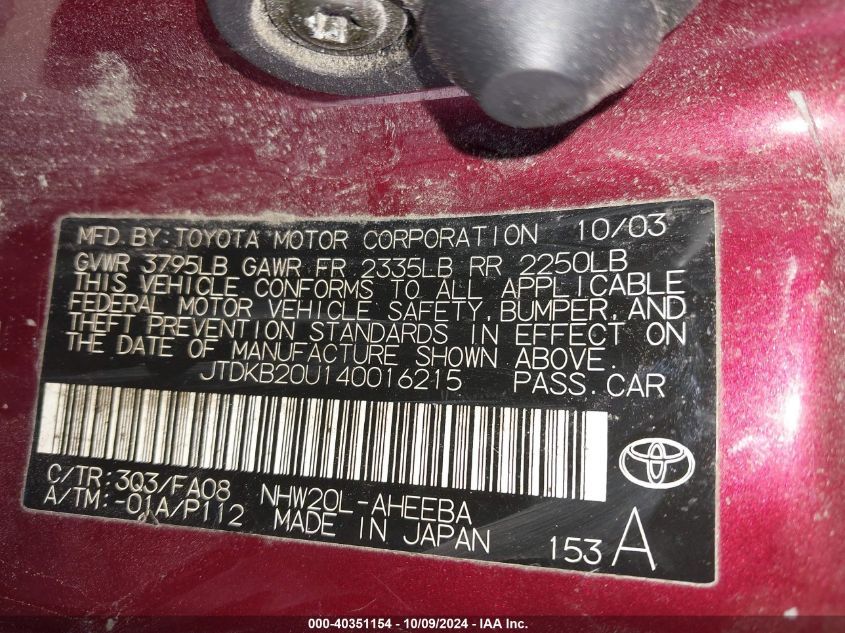 MFD. BY: TOYOTA MOTOR CORPORATION 10/03
GVWR 3795LB GAWR FR 2335LB RR 2250LB
THIS VEHICLE CONFORMS TO ALL APPLICABLE
FEDERAL MOTOR VEHICLE SAFETY, BUMPER, AND
THEFT PREVENTION STANDARDS IN EFFECT ON
THE DATE OF MANUFACTURE SHOWN ABOVE.
JTDKB20U140016215 PASS. CAR
C/TR: 3Q3/FA08 NHW20L-AHEEBA
A/TM: -01A/P112 MADE IN JAPAN 153 A
000-40351154 - 10/09/2024 - IAA Inc.